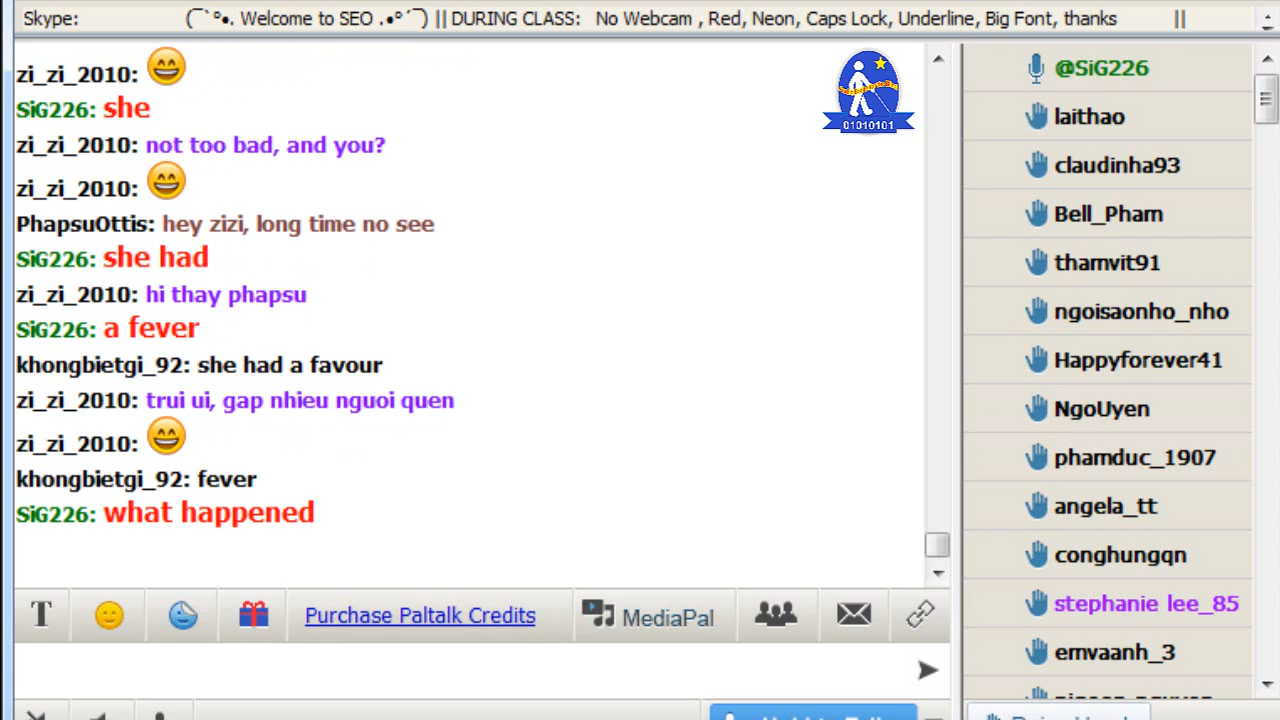 Skype: (¯`º•. Welcome to SEO .•º´¯) || DURING CLASS: No Webcam , Red, Neon, Caps Lock, Underline, Big Font, thanks ||
zi_zi_2010:
SiG226: she
zi_zi_2010: not too bad, and you?
zi_zi_2010:
PhapsuOttis: hey zizi, long time no see
SiG226: she had
zi_zi_2010: hi thay phapsu
SiG226: a fever
khongbietgi_92: she had a favour
zi_zi_2010: trui ui, gap nhieu nguoi quen
zi_zi_2010:
khongbietgi_92: fever
SiG226: what happened
01010101
T
Purchase Paltalk Credits
MediaPal
@SiG226
laithao
claudinha93
Bell_Pham
thamvit91
ngoisaonho_nho
Happyforever41
NgoUyen
phamduc_1907
angela_tt
conghungqn
stephanie lee_85
emvaanh_3